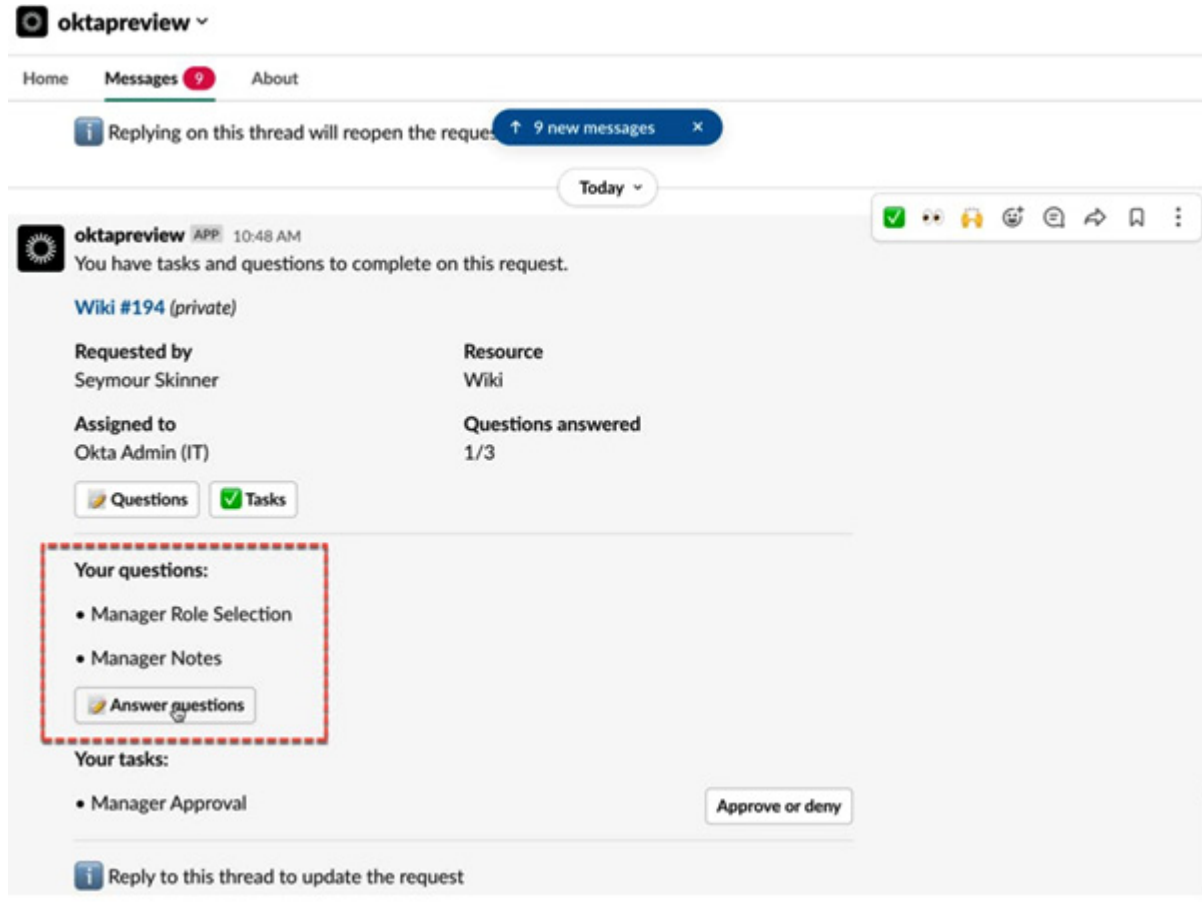 oktapreview
Home Messages 9 About
Replying on this thread will reopen the reques
↑ 9 new messages ×
Today
oktapreview APP 10:48 AM
You have tasks and questions to complete on this request.
Wiki #194 (private)
Requested by Resource
Seymour Skinner Wiki
Assigned to Questions answered
Okta Admin (IT) 1/3
Questions Tasks
Your questions:
• Manager Role Selection
• Manager Notes
Answer questions
Your tasks:
• Manager Approval Approve or deny
Reply to this thread to update the request